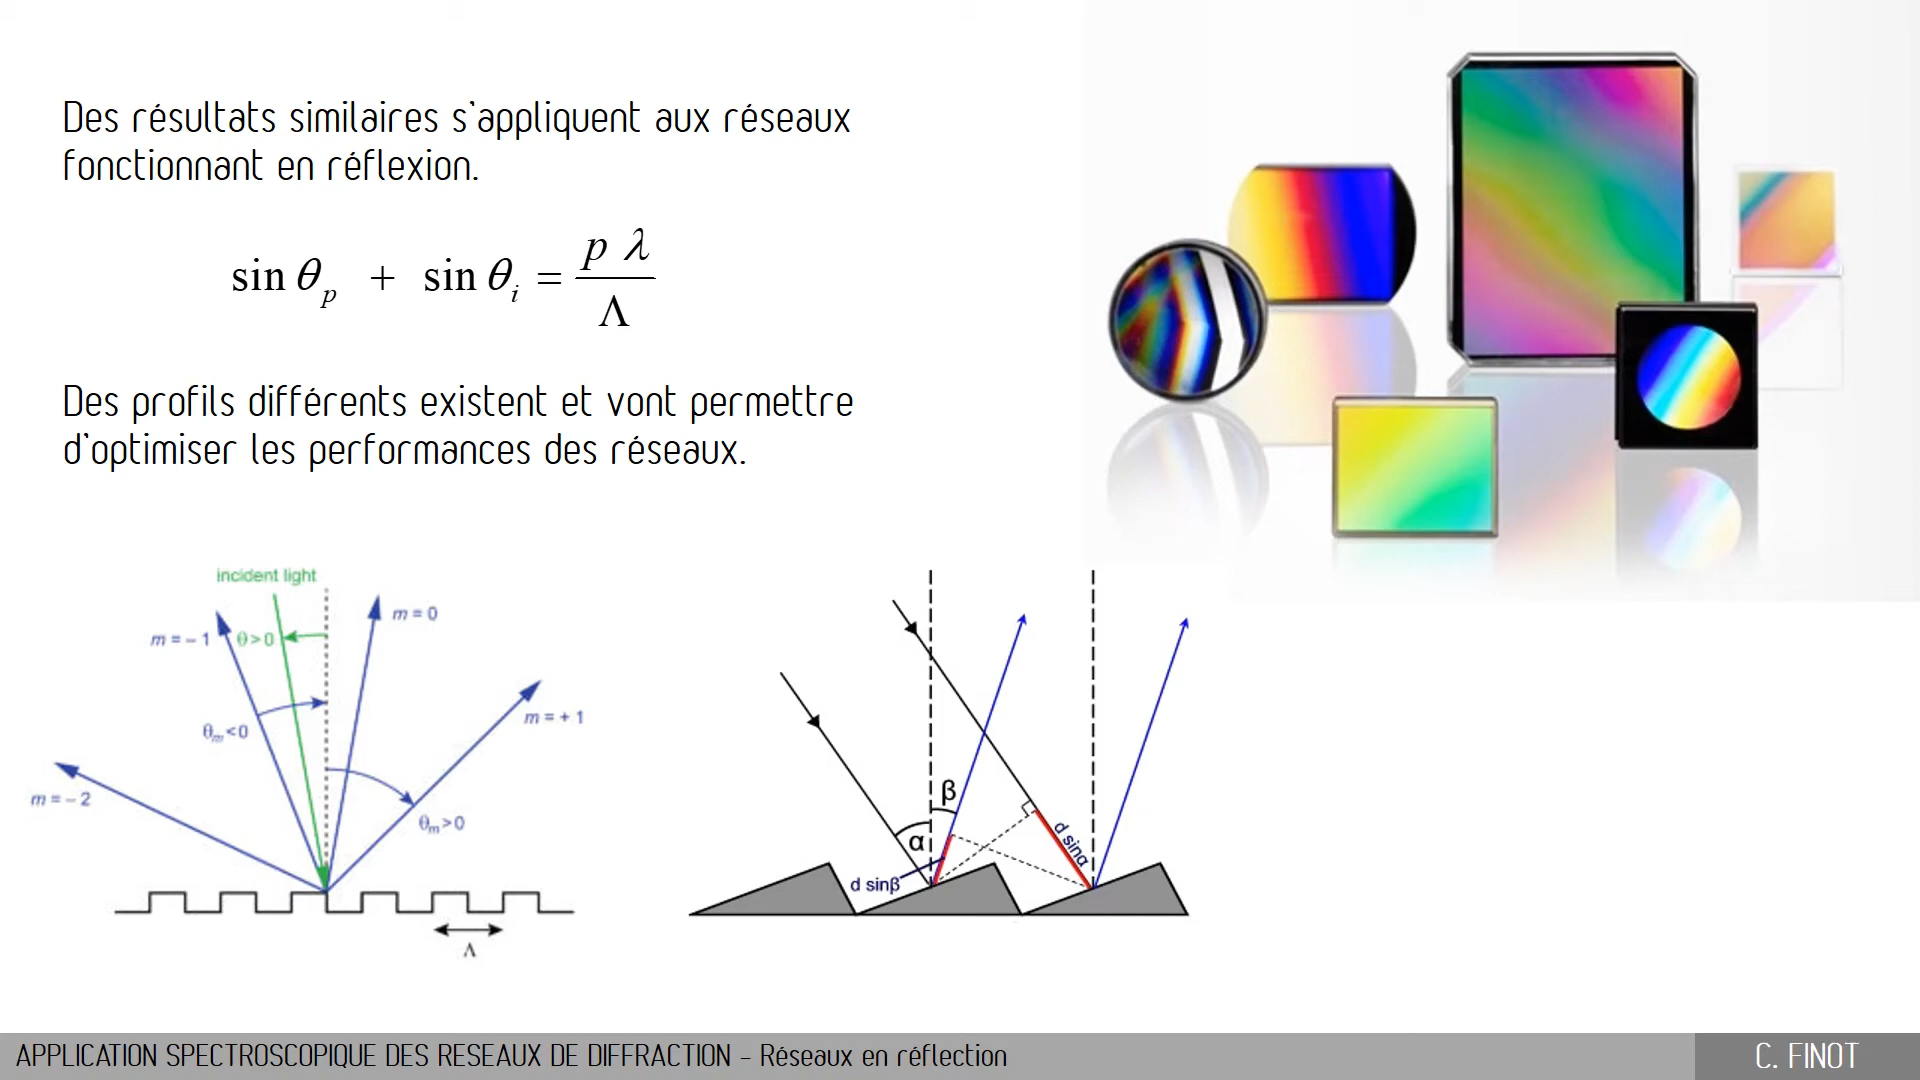 Des résultats similaires s'appliquent aux réseaux
fonctionnant en réflexion.
sin θp + sin θi = p λ / Λ
Des profils différents existent et vont permettre
d'optimiser les performances des réseaux.
incident light
m = 0
m = – 1
θ>0
m = + 1
θm<0
m = – 2
θm>0
Λ
β
α
d sinα
d sinβ
APPLICATION SPECTROSCOPIQUE DES RESEAUX DE DIFFRACTION - Réseaux en réflection
C. FINOT